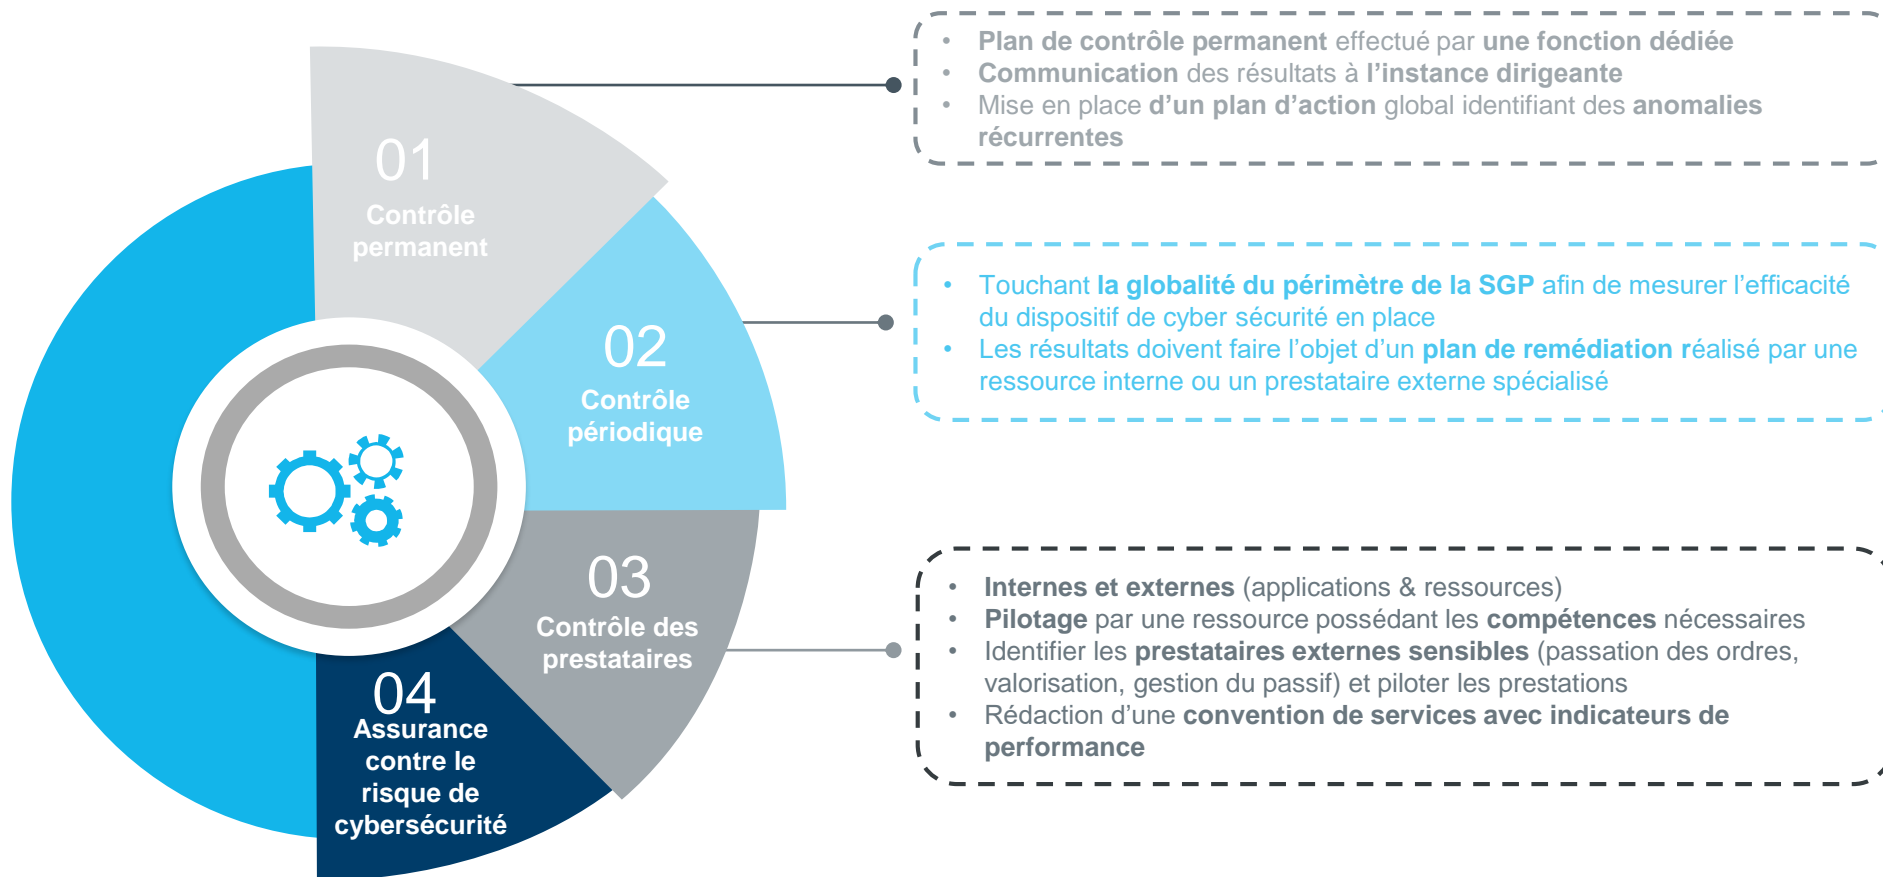 01
Contrôle
permanent
• Plan de contrôle permanent effectué par une fonction dédiée
• Communication des résultats à l’instance dirigeante
• Mise en place d’un plan d’action global identifiant des anomalies
récurrentes
02
Contrôle
périodique
• Touchant la globalité du périmètre de la SGP afin de mesurer l’efficacité
du dispositif de cyber sécurité en place
• Les résultats doivent faire l’objet d’un plan de remédiation réalisé par une
ressource interne ou un prestataire externe spécialisé
03
Contrôle des
prestataires
• Internes et externes (applications & ressources)
• Pilotage par une ressource possédant les compétences nécessaires
• Identifier les prestataires externes sensibles (passation des ordres,
valorisation, gestion du passif) et piloter les prestations
• Rédaction d’une convention de services avec indicateurs de
performance
04
Assurance
contre le
risque de
cybersécurité